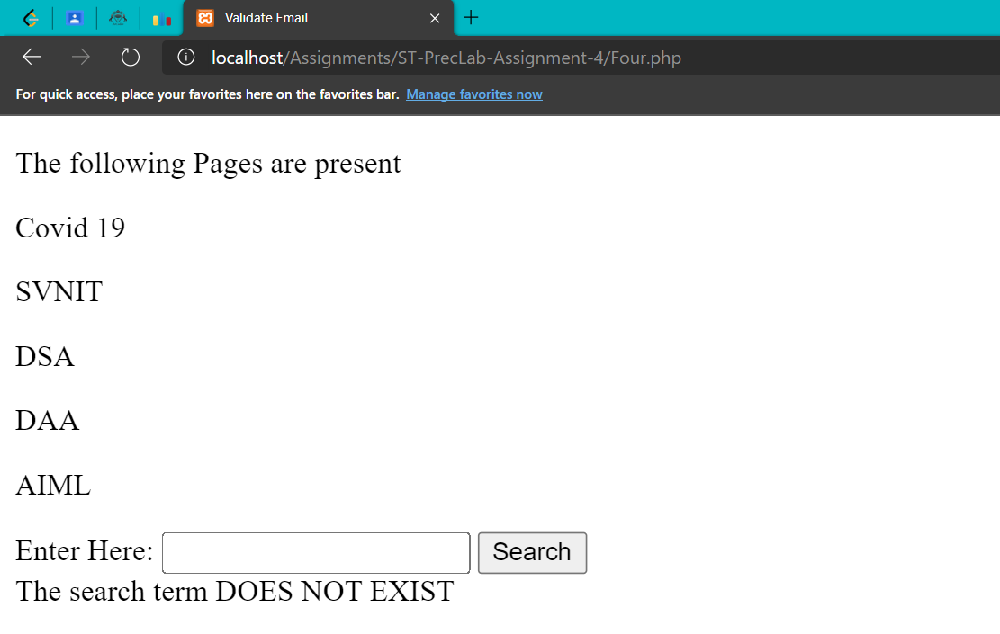 Validate Email
localhost/Assignments/ST-PrecLab-Assignment-4/Four.php
For quick access, place your favorites here on the favorites bar. Manage favorites now
The following Pages are present
Covid 19
SVNIT
DSA
DAA
AIML
Enter Here: Search
The search term DOES NOT EXIST